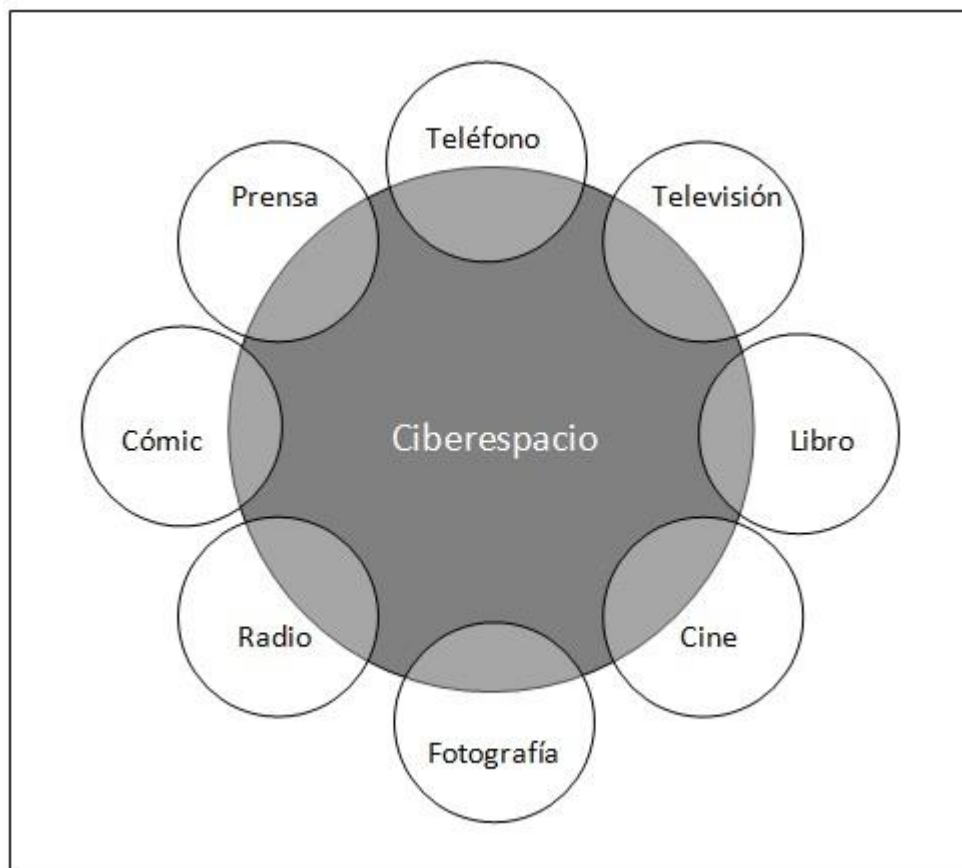 Teléfono
Prensa
Televisión
Cómic
Ciberespacio
Libro
Radio
Cine
Fotografía